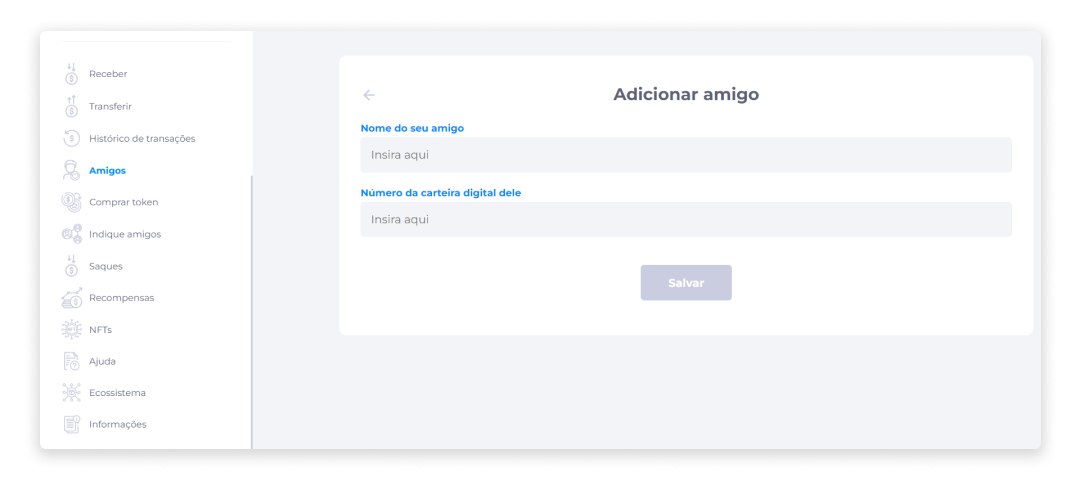 Receber
Transferir
Histórico de transações
Amigos
Comprar token
Indique amigos
Saques
Recompensas
NFTs
Ajuda
Ecossistema
Informações
Adicionar amigo
Nome do seu amigo
Insira aqui
Número da carteira digital dele
Insira aqui
Salvar